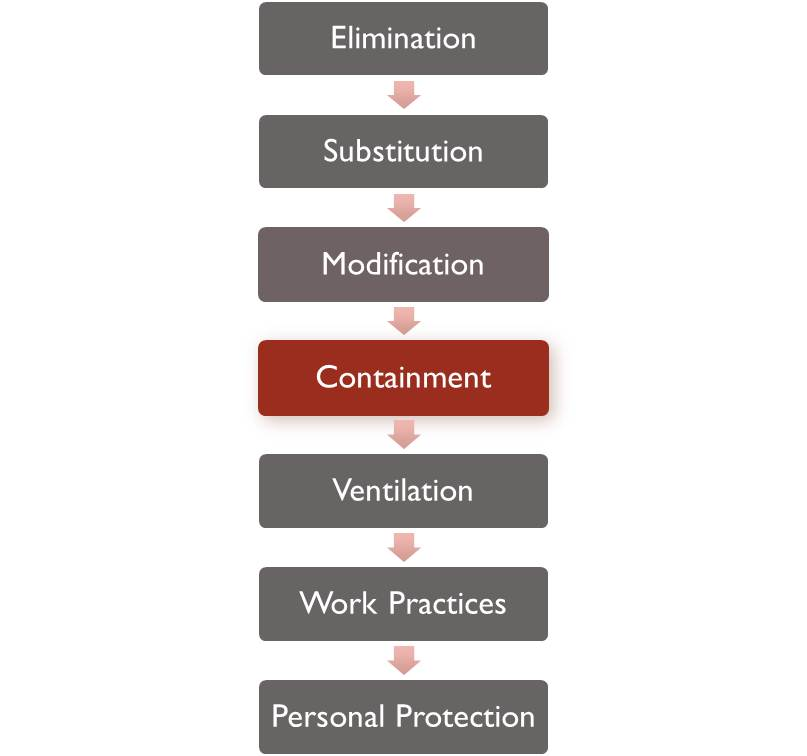 Elimination
Substitution
Modification
Containment
Ventilation
Work Practices
Personal Protection